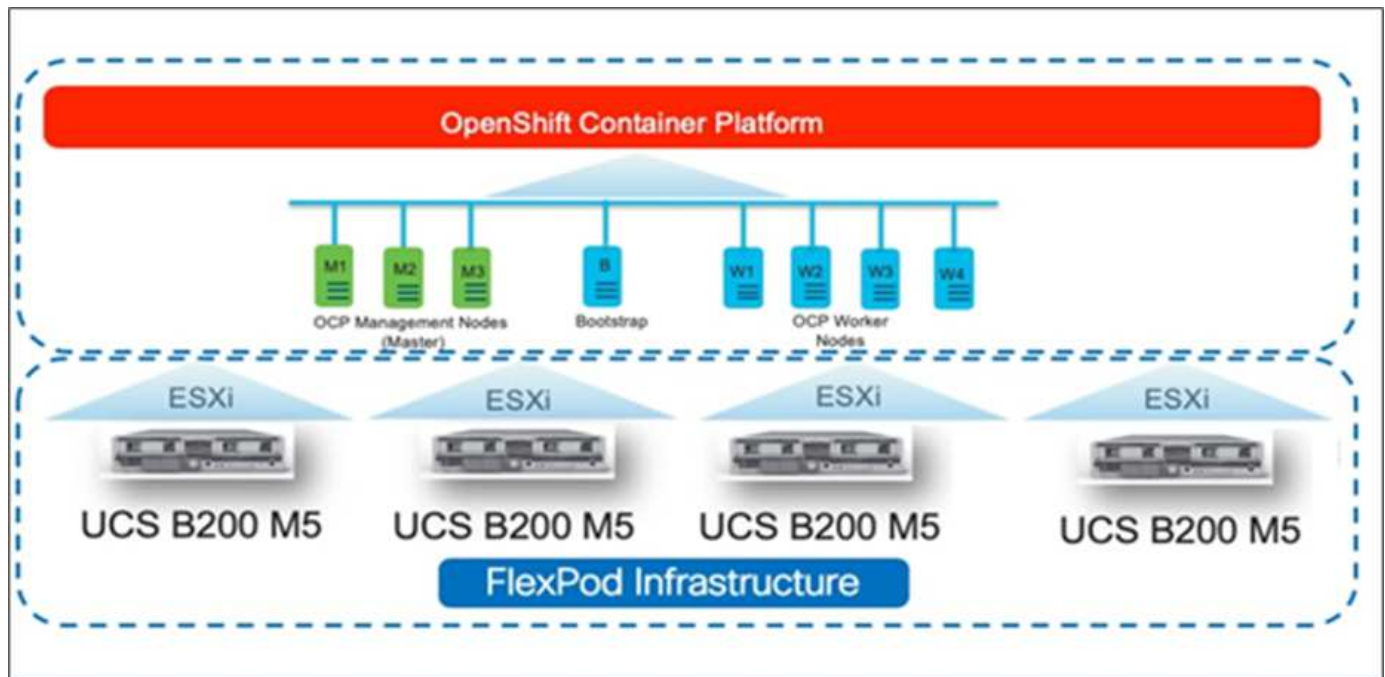 OpenShift Container Platform
M1 M2 M3 B W1 W2 W3 W4
OCP Management Nodes
(Master)
Bootstrap
OCP Worker
Nodes
ESXi ESXi ESXi ESXi
UCS B200 M5 UCS B200 M5 UCS B200 M5 UCS B200 M5
FlexPod Infrastructure